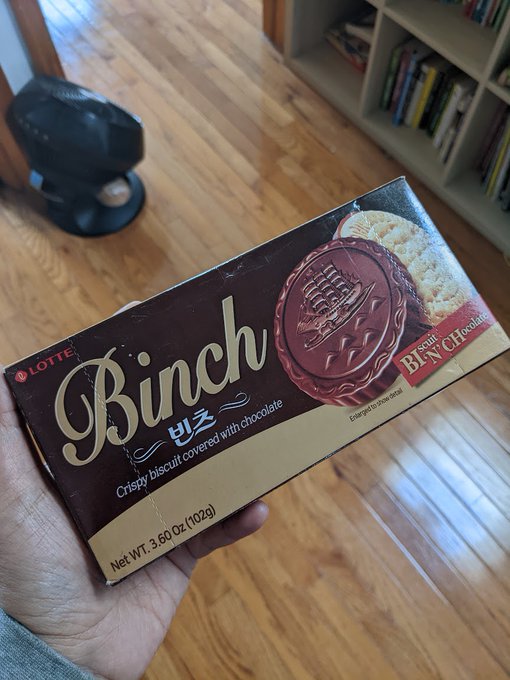 LOTTE
Binch
빈츠
Crispy biscuit covered with chocolate
Net WT. 3.60 Oz (102g)
Enlarged to show detail
BIscuit
'N'
CHocolate